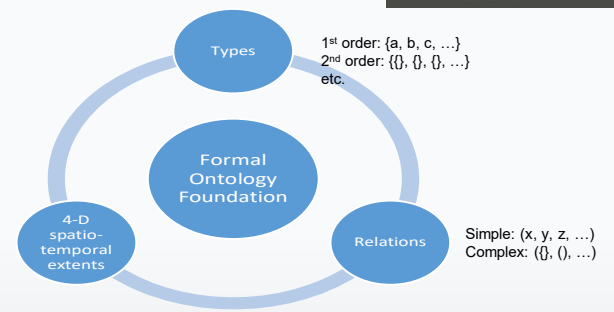 Types
1st order: {a, b, c, …}
2nd order: {{}, {}, {}, …}
etc.
Formal
Ontology
Foundation
4-D
spatio-
temporal
extents
Relations
Simple: (x, y, z, …)
Complex: ({}, (), …)